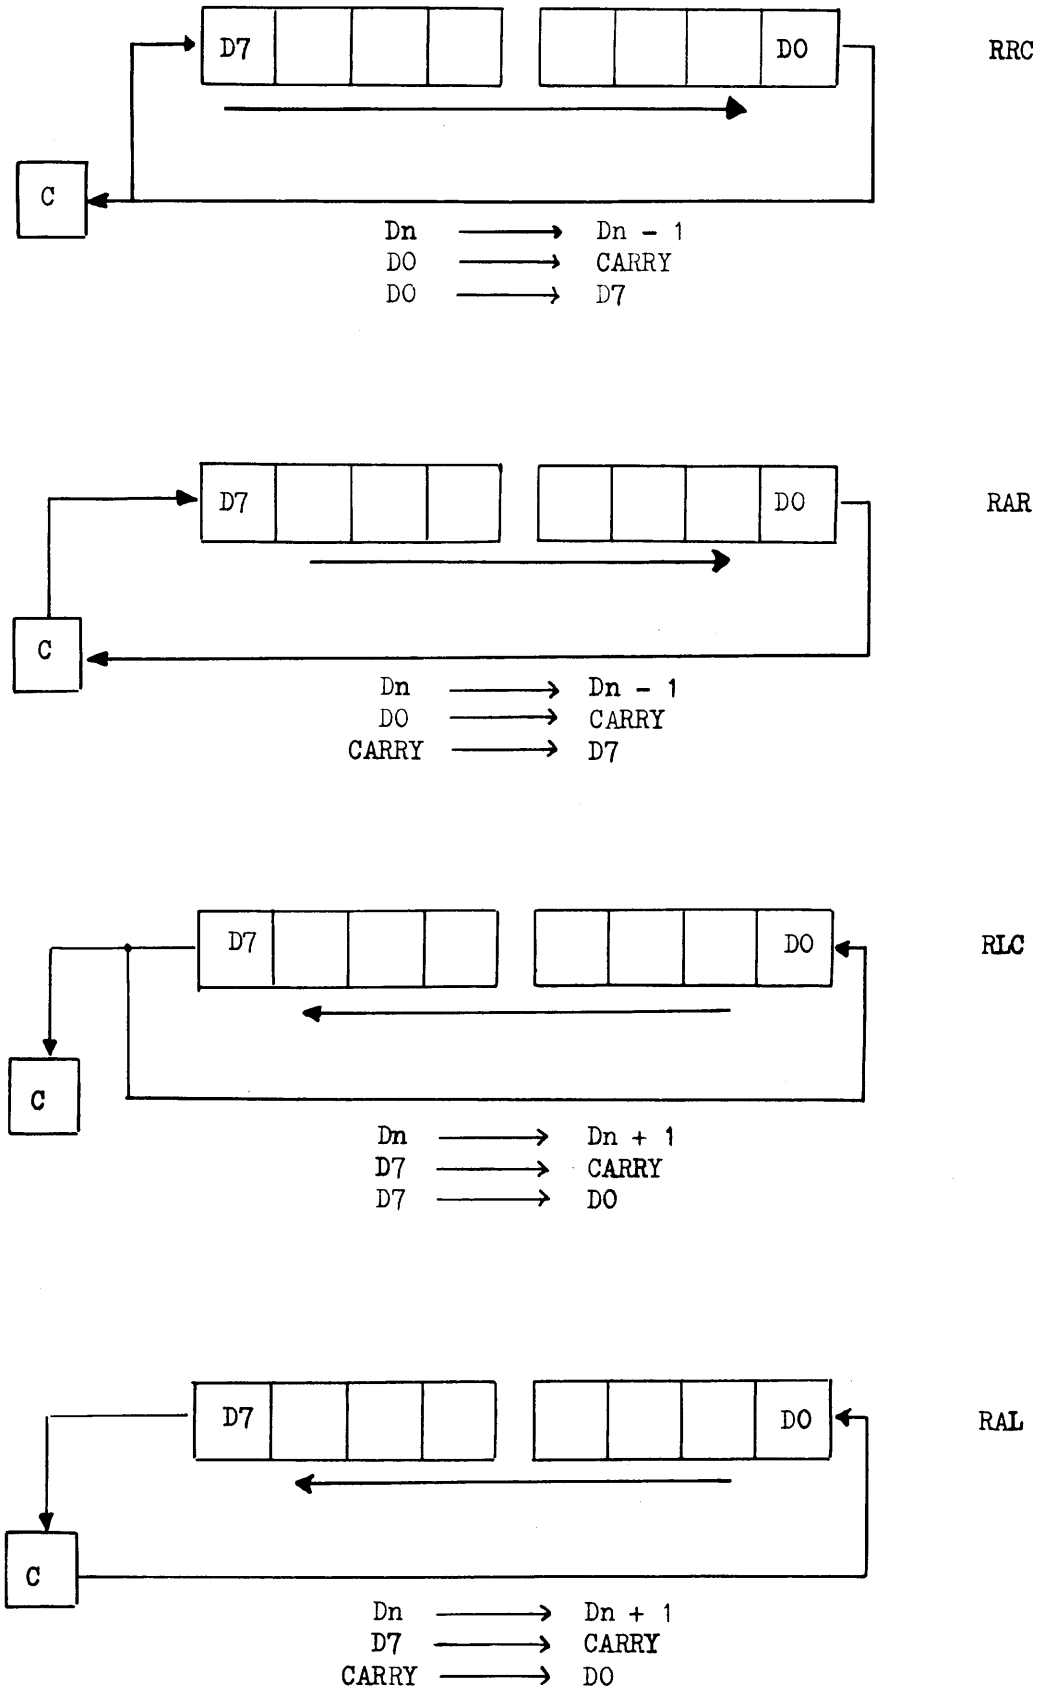 D7 D0 RRC
C
Dn → Dn - 1
D0 → CARRY
D0 → D7
D7 D0 RAR
C
Dn → Dn - 1
D0 → CARRY
CARRY → D7
D7 D0 RLC
C
Dn → Dn + 1
D7 → CARRY
D7 → D0
D7 D0 RAL
C
Dn → Dn + 1
D7 → CARRY
CARRY → D0